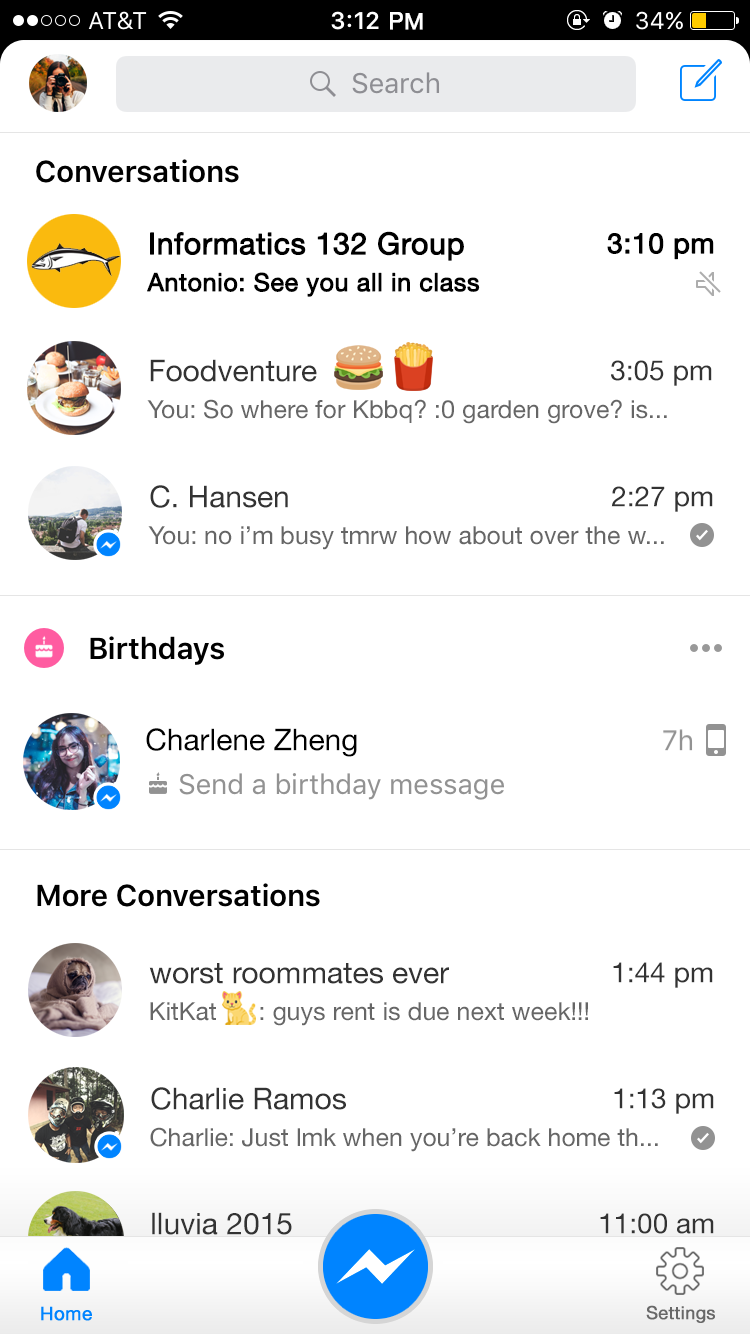 AT&T 3:12 PM 34%
Search
Conversations
Informatics 132 Group 3:10 pm
Antonio: See you all in class
Foodventure 🍔🍟 3:05 pm
You: So where for Kbbq? :0 garden grove? is...
C. Hansen 2:27 pm
You: no i’m busy tmrw how about over the w...
Birthdays
Charlene Zheng 7h
Send a birthday message
More Conversations
worst roommates ever 1:44 pm
KitKat🐈: guys rent is due next week!!!
Charlie Ramos 1:13 pm
Charlie: Just lmk when you’re back home th...
lluvia 2015 11:00 am
Home
Settings